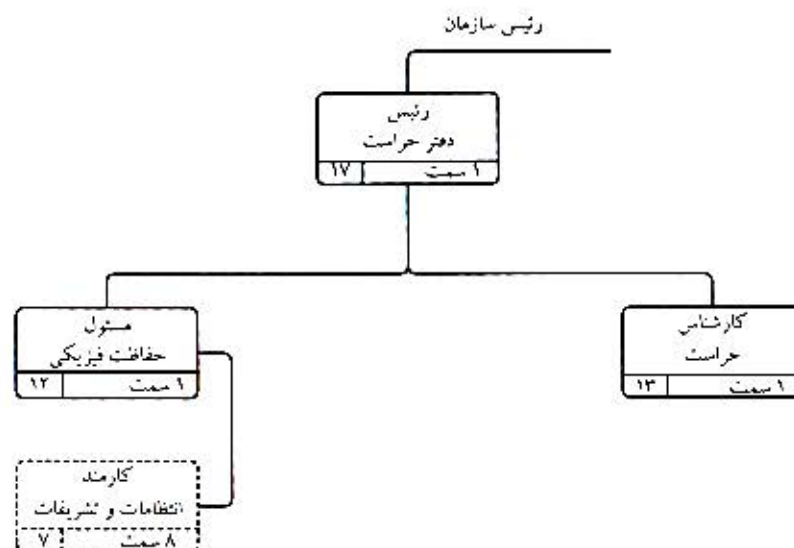 رئیس سازمان
رئیس
دفتر حراست
۱ سمت ۱۷
کارشناس
حراست
۱ سمت ۱۳
مسئول
حفاظت فیزیکی
۱ سمت ۱۲
کارمند
انتظامات و تشریفات
۸ سمت ۷